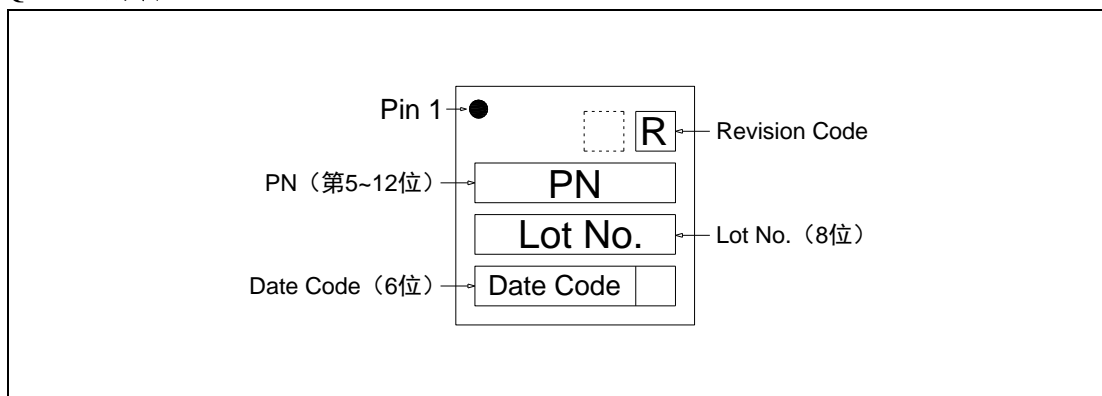 Pin 1
R
Revision Code
PN（第5~12位）
PN
Lot No.
Lot No.（8位）
Date Code（6位）
Date Code